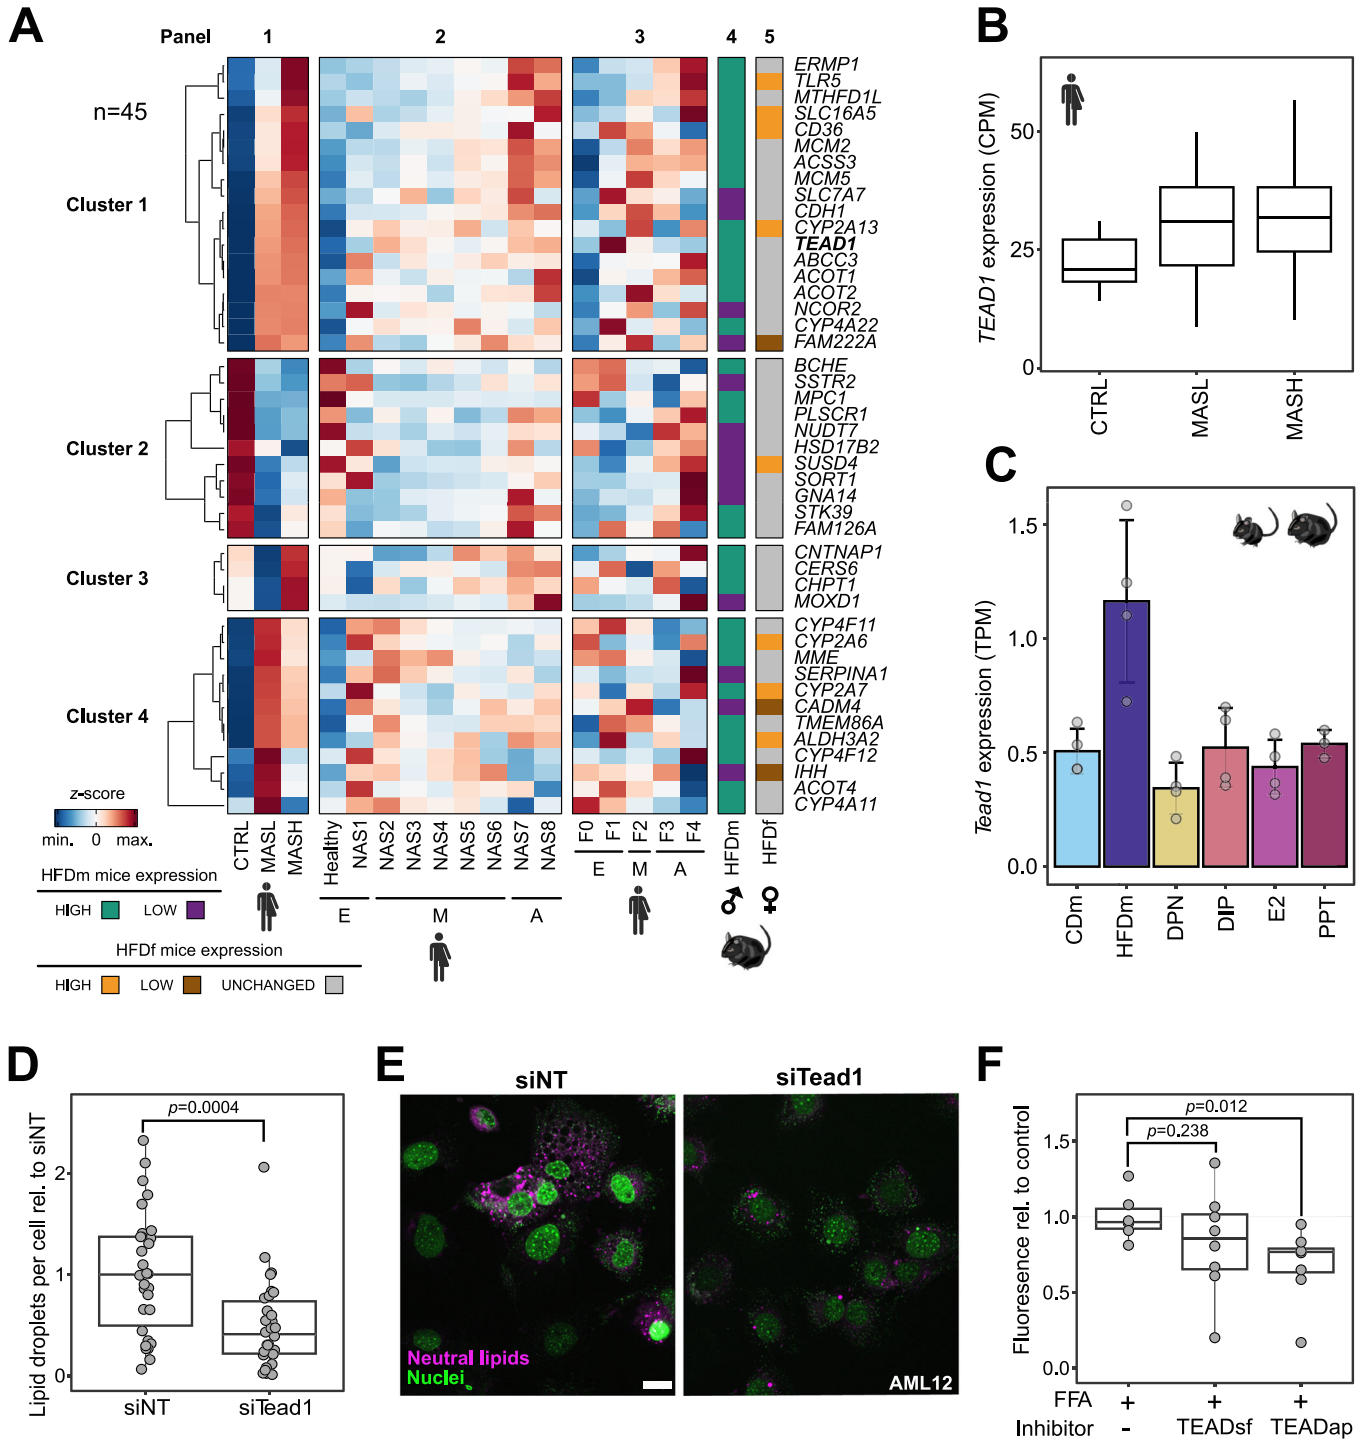 A
Panel 1 2 3 4 5
n=45
Cluster 1
ERMP1
TLR5
MTHFD1L
SLC16A5
CD36
MCM2
ACSS3
MCM5
SLC7A7
CDH1
CYP2A13
TEAD1
ABCC3
ACOT1
ACOT2
NCOR2
CYP4A22
FAM222A
Cluster 2
BCHE
SSTR2
MPC1
PLSCR1
NUDT7
HSD17B2
SUSD4
SORT1
GNA14
STK39
FAM126A
Cluster 3
CNTNAP1
CERS6
CHPT1
MOXD1
Cluster 4
CYP4F11
CYP2A6
MME
SERPINA1
CYP2A7
CADM4
TMEM86A
ALDH3A2
CYP4F12
IHH
ACOT4
CYP4A11
z-score
min. 0 max.
CTRL
MASL
MASH
Healthy
NAS1
NAS2
NAS3
NAS4
NAS5
NAS6
NAS7
NAS8
F0
F1
F2
F3
F4
HFDm
HFDf
E M A
E M A
HFDm mice expression
HIGH LOW
HFDf mice expression
HIGH LOW UNCHANGED
B
TEAD1 expression (CPM)
50
25
0
CTRL
MASL
MASH
C
Tead1 expression (TPM)
1.5
1.0
0.5
0.0
CDm
HFDm
DPN
DIP
E2
PPT
D
Lipid droplets per cell rel. to siNT
p=0.0004
2
1
0
siNT siTead1
E
siNT siTead1
Neutral lipids
Nuclei
AML12
F
Fluoresence rel. to control
p=0.012
p=0.238
1.5
1.0
0.5
0.0
FFA + + +
Inhibitor - TEADsf TEADap